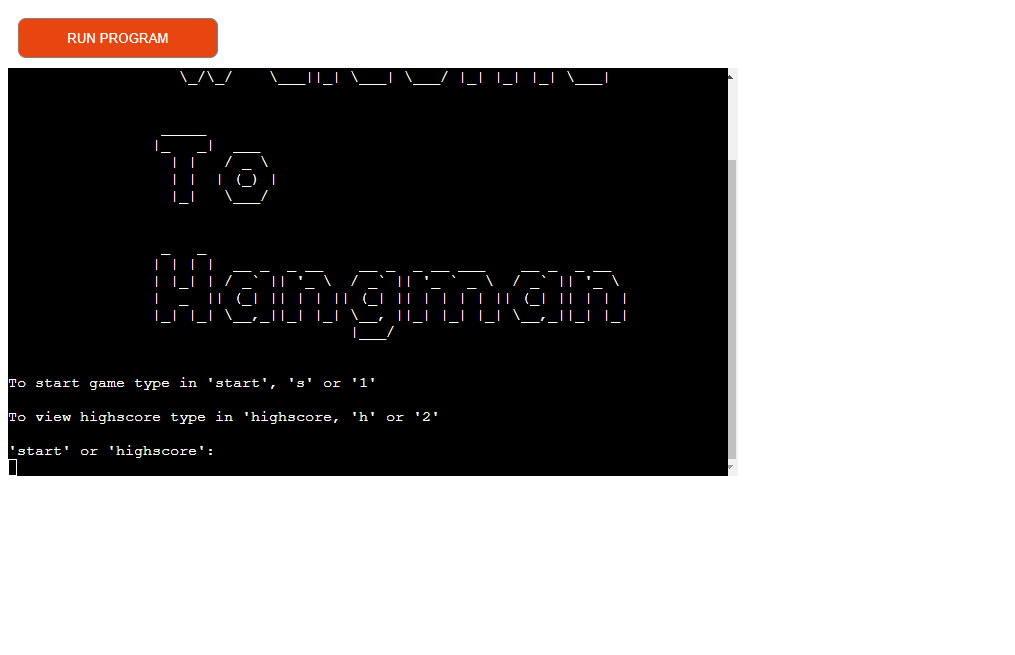 RUN PROGRAM
Welcome
To
Hangman
To start game type in 'start', 's' or '1'
To view highscore type in 'highscore, 'h' or '2'
'start' or 'highscore':